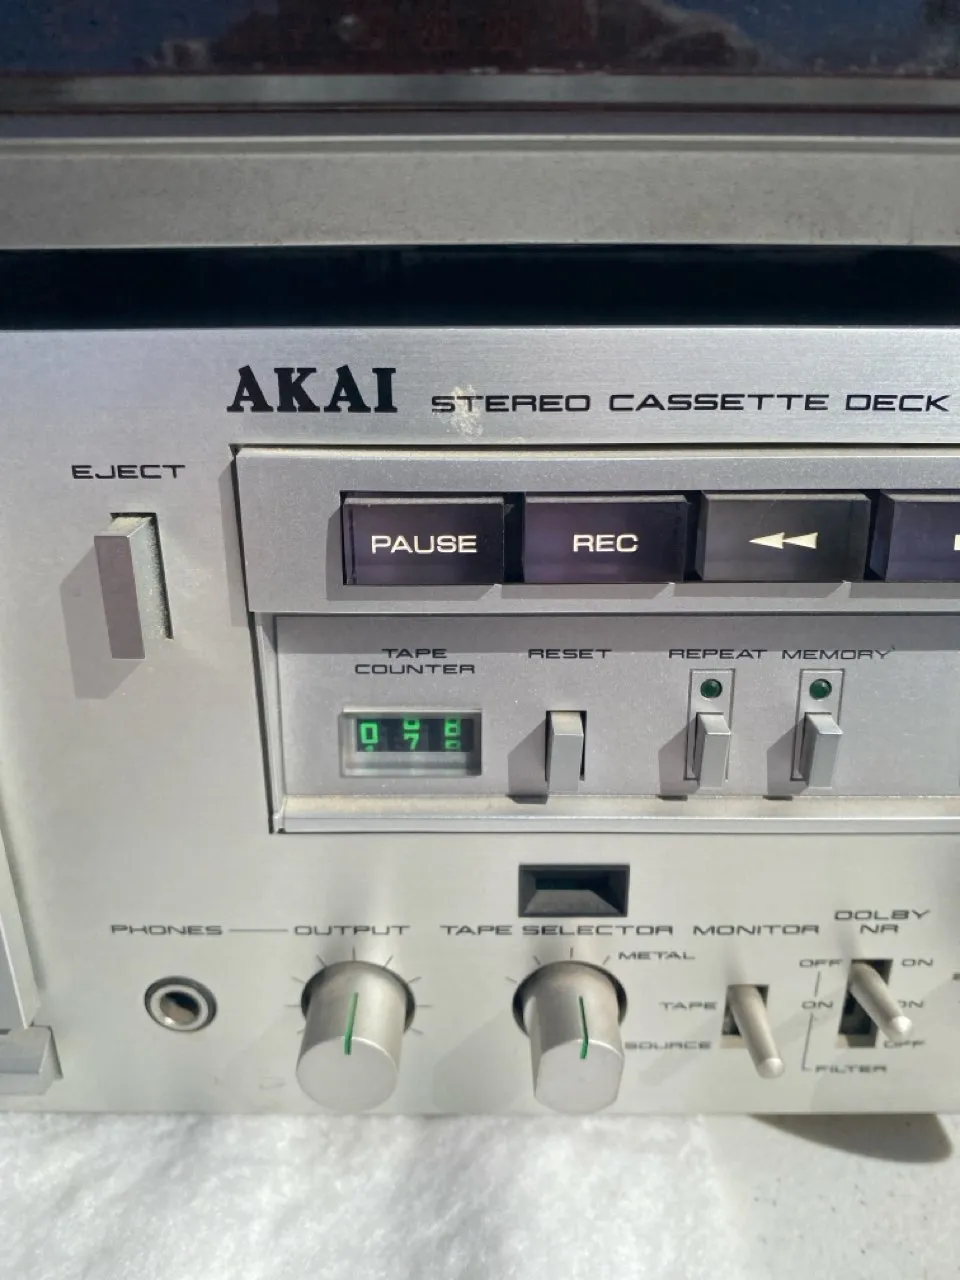 AKAI STEREO CASSETTE DECK
EJECT
PAUSE REC
TAPE COUNTER RESET REPEAT MEMORY
PHONES OUTPUT TAPE SELECTOR MONITOR DOLBY NR
METAL OFF ON
TAPE ON ON
SOURCE OFF
FILTER